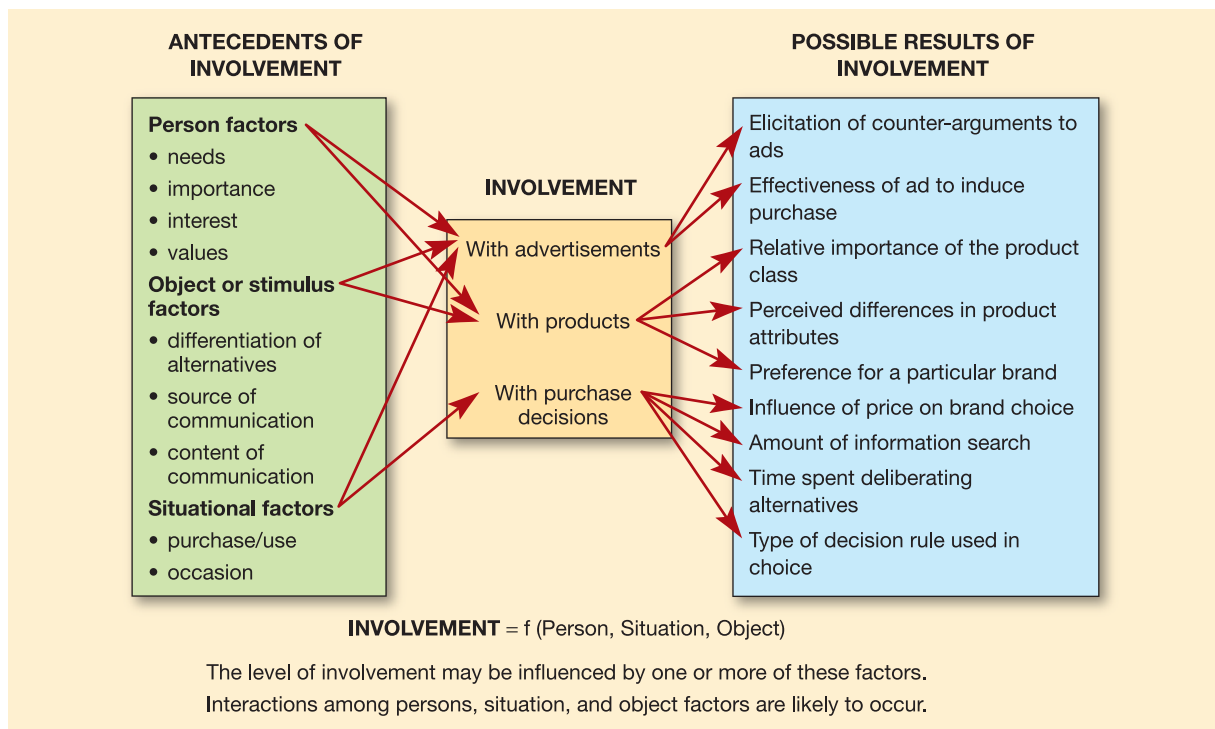 ANTECEDENTS OF
INVOLVEMENT
Person factors
• needs
• importance
• interest
• values
Object or stimulus
factors
• differentiation of
alternatives
• source of
communication
• content of
communication
Situational factors
• purchase/use
• occasion
INVOLVEMENT
With advertisements
With products
With purchase
decisions
POSSIBLE RESULTS OF
INVOLVEMENT
Elicitation of counter-arguments to
ads
Effectiveness of ad to induce
purchase
Relative importance of the product
class
Perceived differences in product
attributes
Preference for a particular brand
Influence of price on brand choice
Amount of information search
Time spent deliberating
alternatives
Type of decision rule used in
choice
INVOLVEMENT = f (Person, Situation, Object)
The level of involvement may be influenced by one or more of these factors.
Interactions among persons, situation, and object factors are likely to occur.